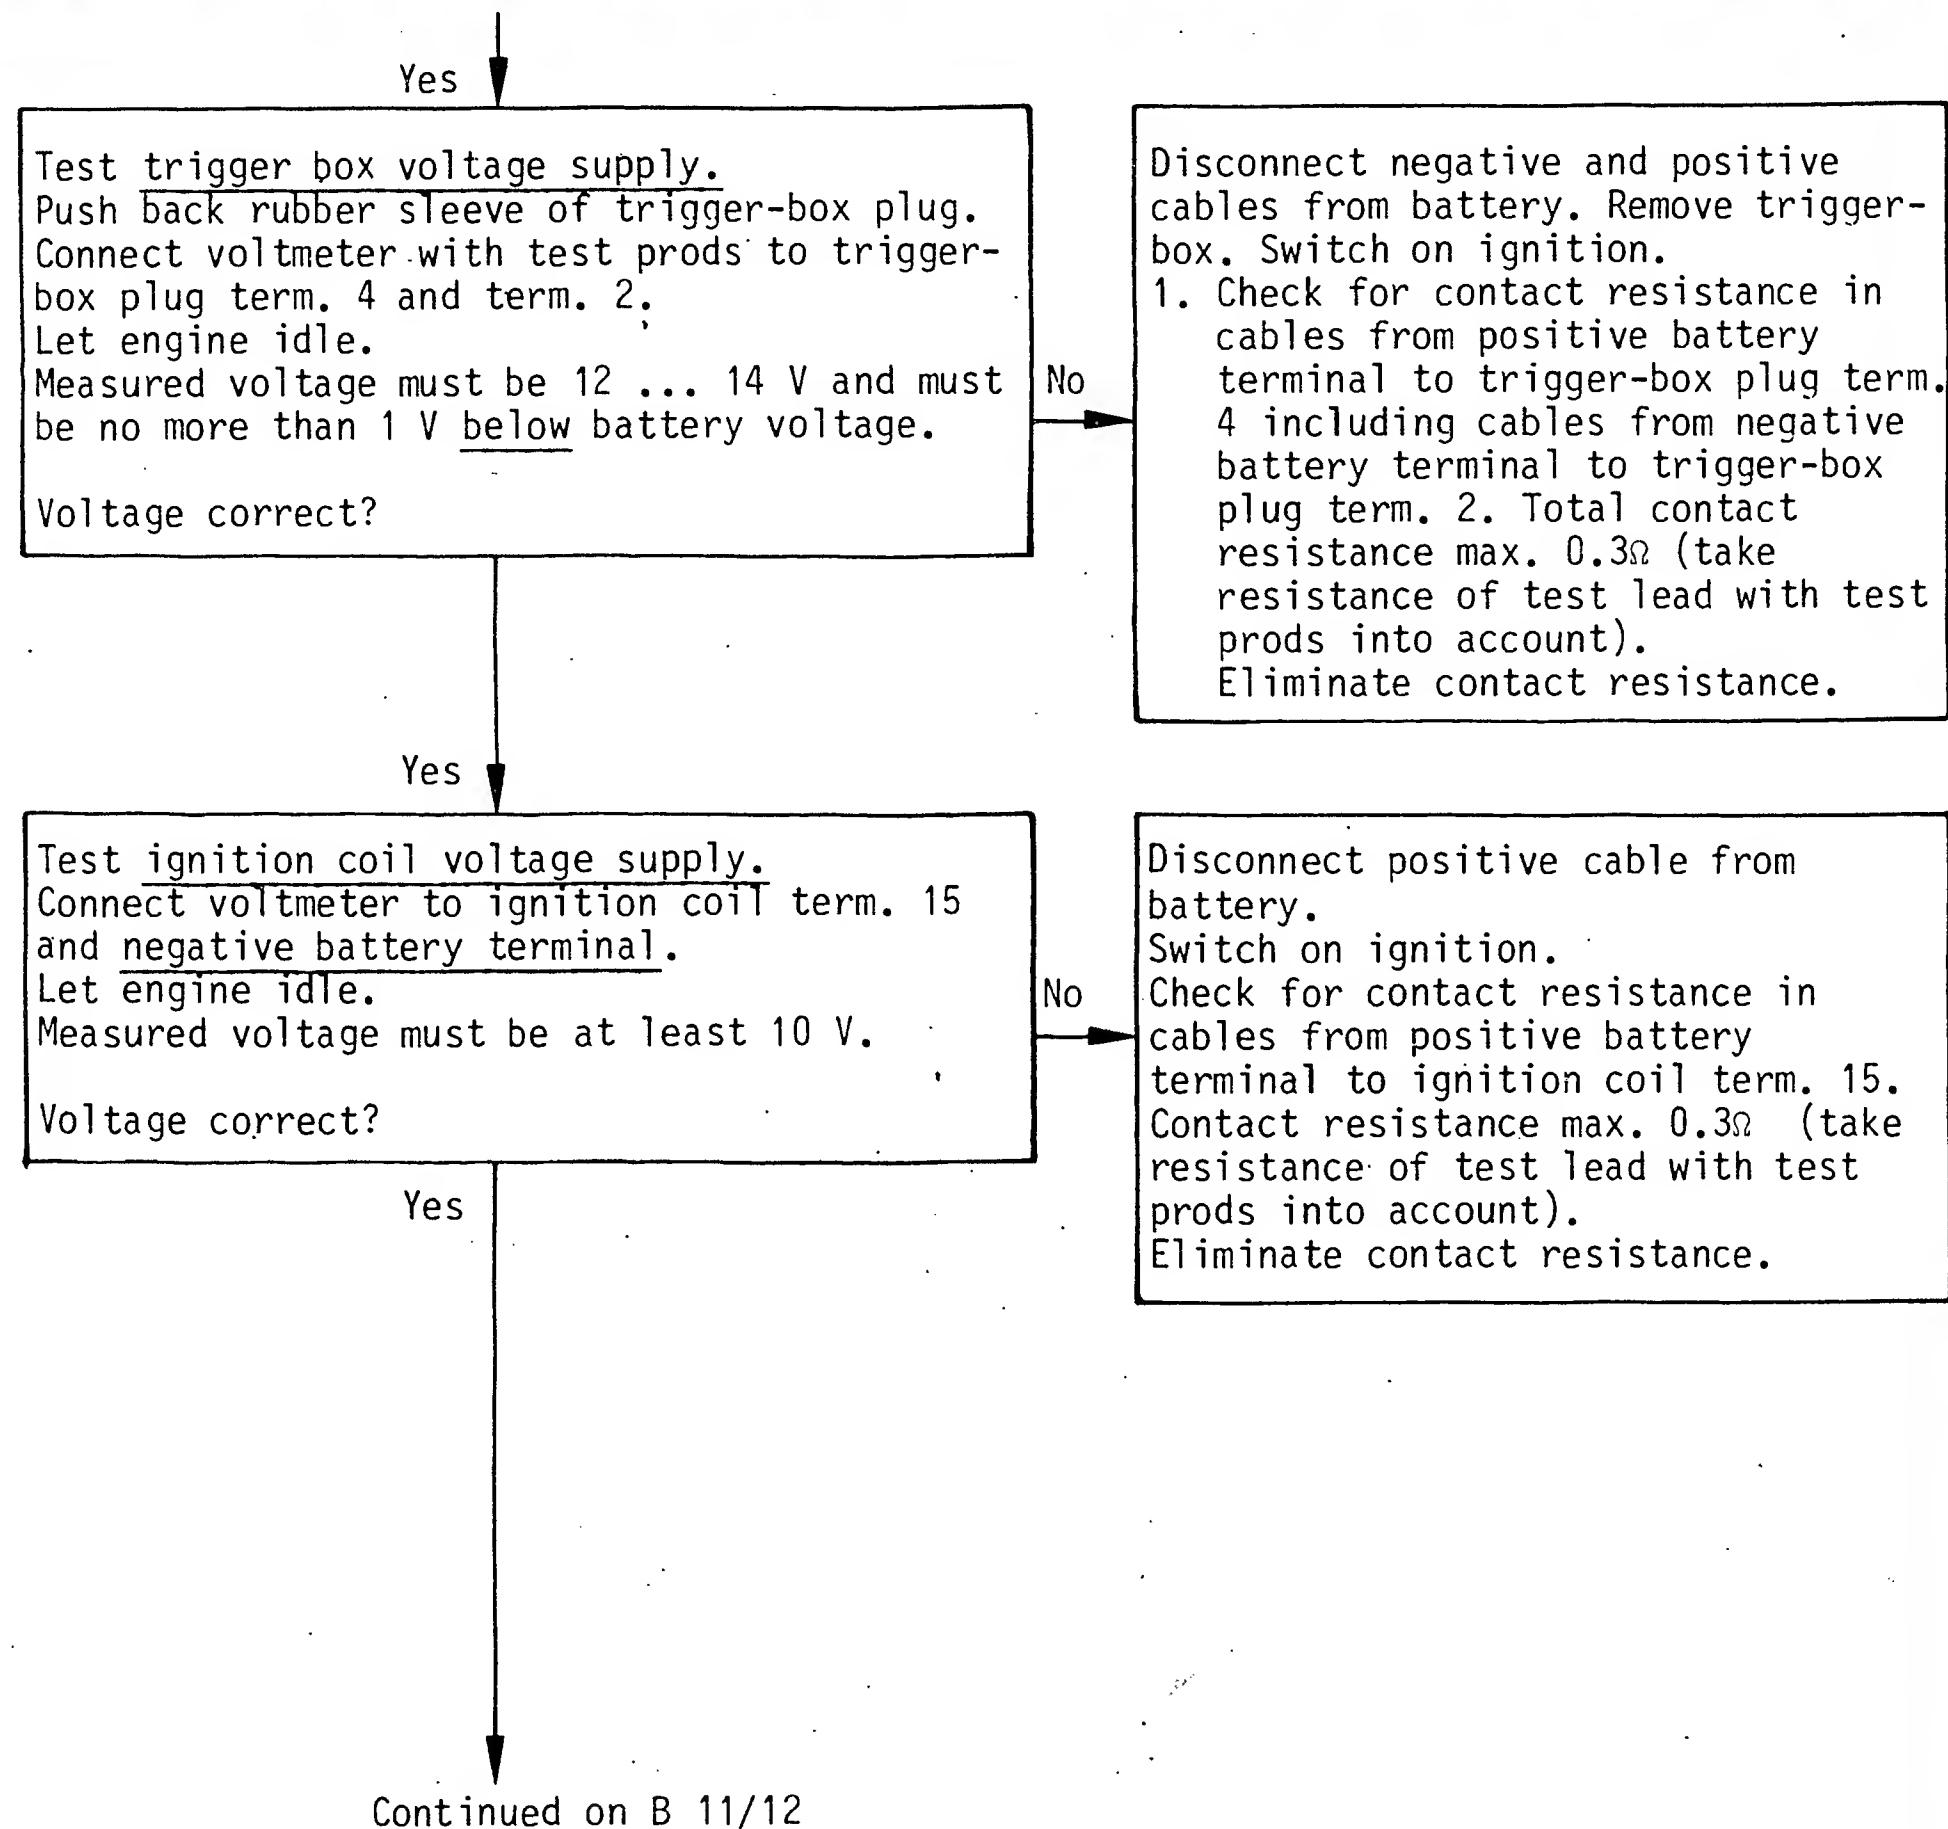 Yes
Test trigger box voltage supply.
Push back rubber sleeve of trigger-box plug.
Connect voltmeter with test prods to trigger-
box plug term. 4 and term. 2.
Let engine idle.
Measured voltage must be 12 ... 14 V and must
be no more than 1 V below battery voltage.
Voltage correct?
No
Disconnect negative and positive
cables from battery. Remove trigger-
box. Switch on ignition.
1. Check for contact resistance in
cables from positive battery
terminal to trigger-box plug term.
4 including cables from negative
battery terminal to trigger-box
plug term. 2. Total contact
resistance max. 0.3Ω (take
resistance of test lead with test
prods into account).
Eliminate contact resistance.
Yes
Test ignition coil voltage supply.
Connect voltmeter to ignition coil term. 15
and negative battery terminal.
Let engine idle.
Measured voltage must be at least 10 V.
Voltage correct?
No
Disconnect positive cable from
battery.
Switch on ignition.
Check for contact resistance in
cables from positive battery
terminal to ignition coil term. 15.
Contact resistance max. 0.3Ω (take
resistance of test lead with test
prods into account).
Eliminate contact resistance.
Yes
Continued on B 11/12